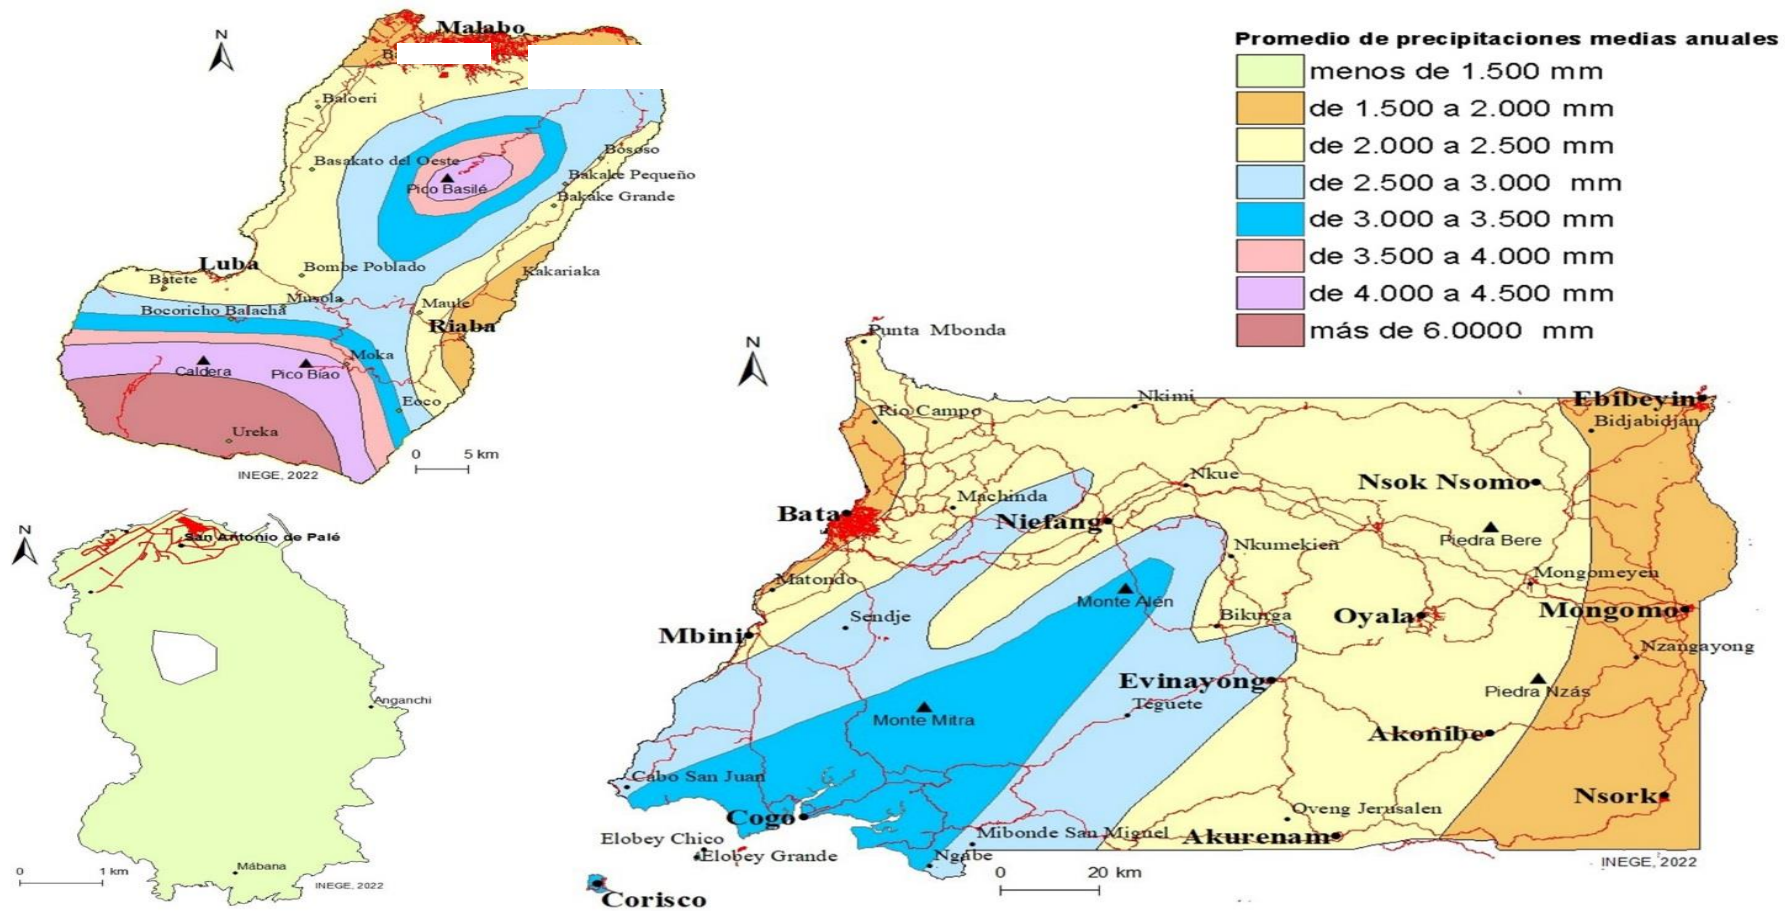 Promedio de precipitaciones medias anuales
menos de 1.500 mm
de 1.500 a 2.000 mm
de 2.000 a 2.500 mm
de 2.500 a 3.000 mm
de 3.000 a 3.500 mm
de 3.500 a 4.000 mm
de 4.000 a 4.500 mm
más de 6.0000 mm
N
Malabo
Baloeri
Basakato del Oeste
Bososo
Pico Basilé
Bakake Pequeño
Bakake Grande
Luba
Bombe Poblado
Kakariaka
Batete
Musola
Maule
Bocoricho Balacha
Riaba
Moka
Caldera
Pico Biao
Eoco
Ureka
0 5 km
INEGE, 2022
N
San Antonio de Palé
Anganchi
Mábana
0 1 km
INEGE, 2022
N
Punta Mbonda
Nkimi
Ebibeyin
Rio Campo
Bidjabidjan
Nkue
Nsok Nsomo
Machinda
Bata
Niefang
Piedra Bere
Nkumekien
Matondo
Mongomeyen
Monte Alén
Sendje
Bikurga
Oyala
Mongomo
Mbini
Nzangayong
Evinayong
Piedra Nzás
Teguete
Monte Mitra
Akonibe
Cabo San Juan
Nsork
Cogo
Oveng Jerusalen
Elobey Chico
Mibonde San Miguel
Akurenam
Elobey Grande
Ngabe
INEGE, 2022
0 20 km
Corisco